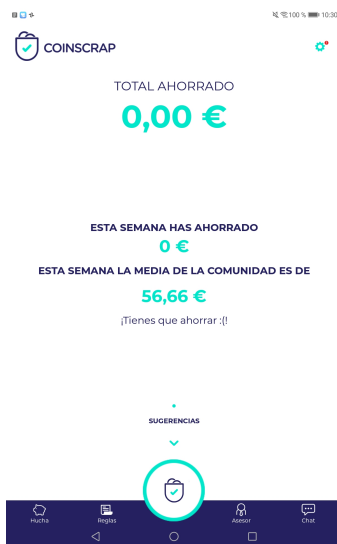 100 % 10:30
COINSCRAP
TOTAL AHORRADO
0,00 €
ESTA SEMANA HAS AHORRADO
0 €
ESTA SEMANA LA MEDIA DE LA COMUNIDAD ES DE
56,66 €
¡Tienes que ahorrar :(!
SUGERENCIAS
Hucha Reglas Asesor Chat